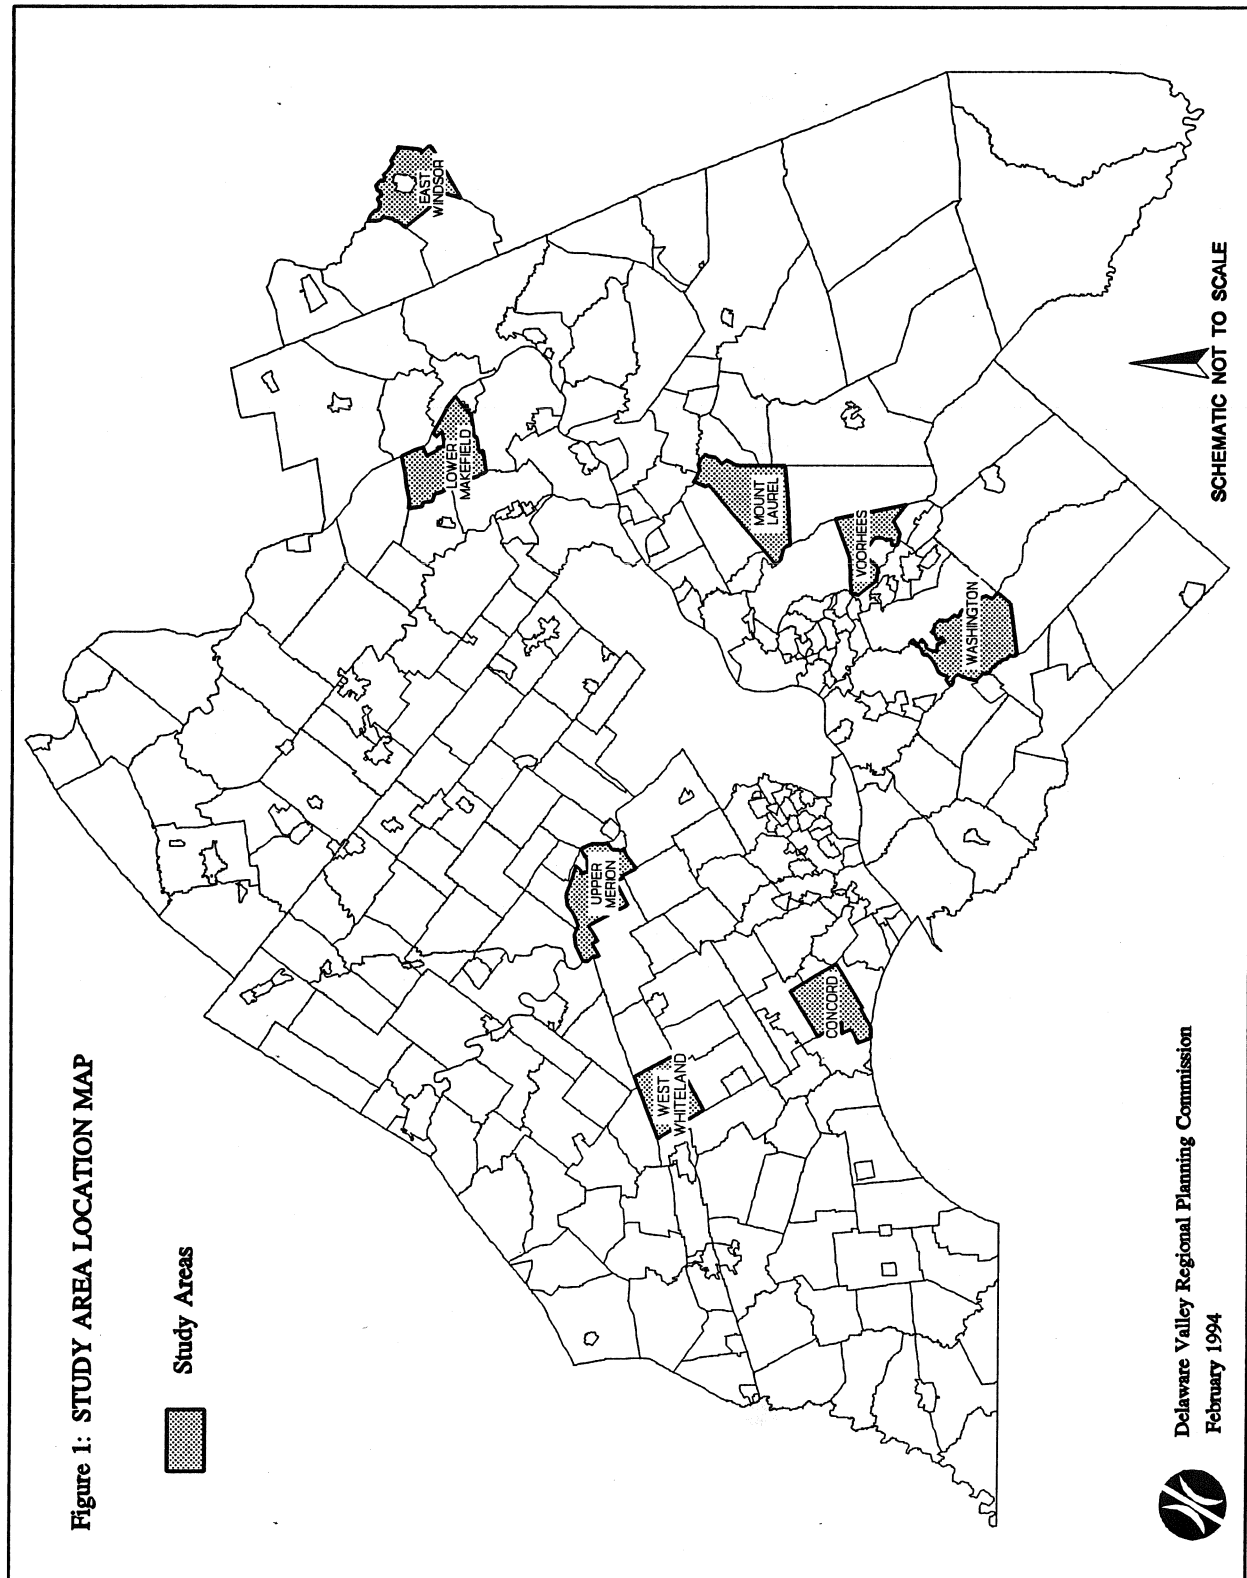 Figure 1: STUDY AREA LOCATION MAP
Study Areas
EAST
WINDSOR
LOWER
MAKEFIELD
MOUNT
LAUREL
VOORHEES
WASHINGTON
UPPER
MERION
CONCORD
WEST
WHITELAND
SCHEMATIC NOT TO SCALE
Delaware Valley Regional Planning Commission
February 1994